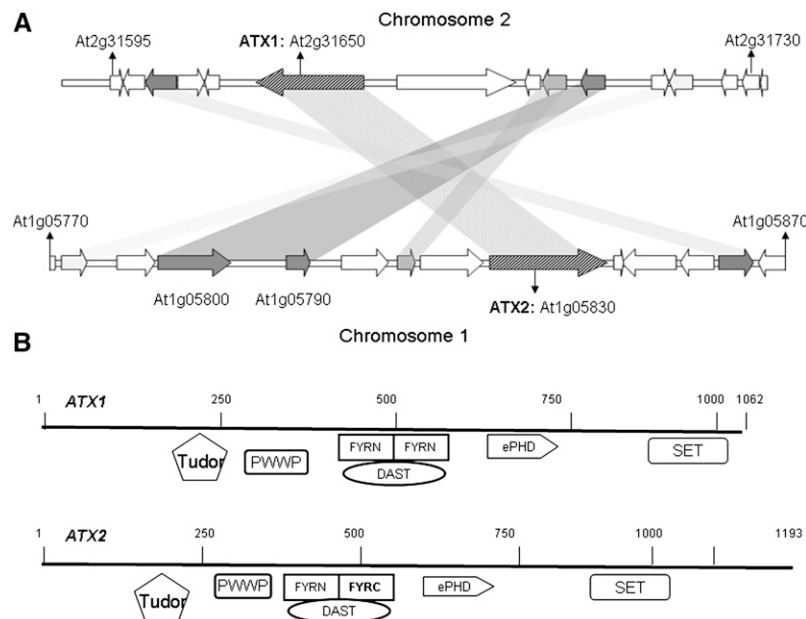 A
Chromosome 2
At2g31595
ATX1: At2g31650
At2g31730
At1g05770
At1g05870
At1g05800
At1g05790
ATX2: At1g05830
Chromosome 1
B
1
ATX1
250
500
750
1000
1062
Tudor
PWWP
FYRN
FYRN
DAST
ePHD
SET
1
ATX2
250
500
750
1000
1193
Tudor
PWWP
FYRN
FYRC
DAST
ePHD
SET